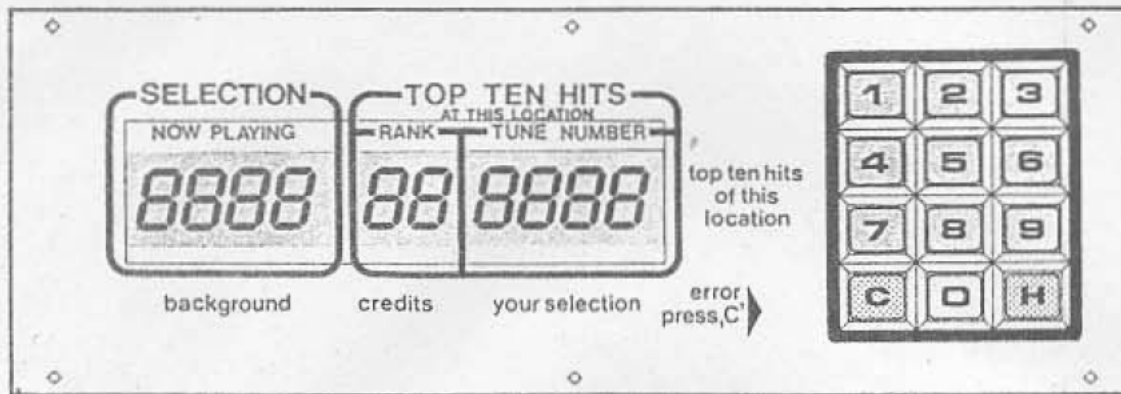 SELECTION
NOW PLAYING
8888
background
TOP TEN HITS
AT THIS LOCATION
RANK TUNE NUMBER
88 8888
credits your selection
top ten hits
of this
location
error
press‚C’
1 2 3
4 5 6
7 8 9
C 0 H